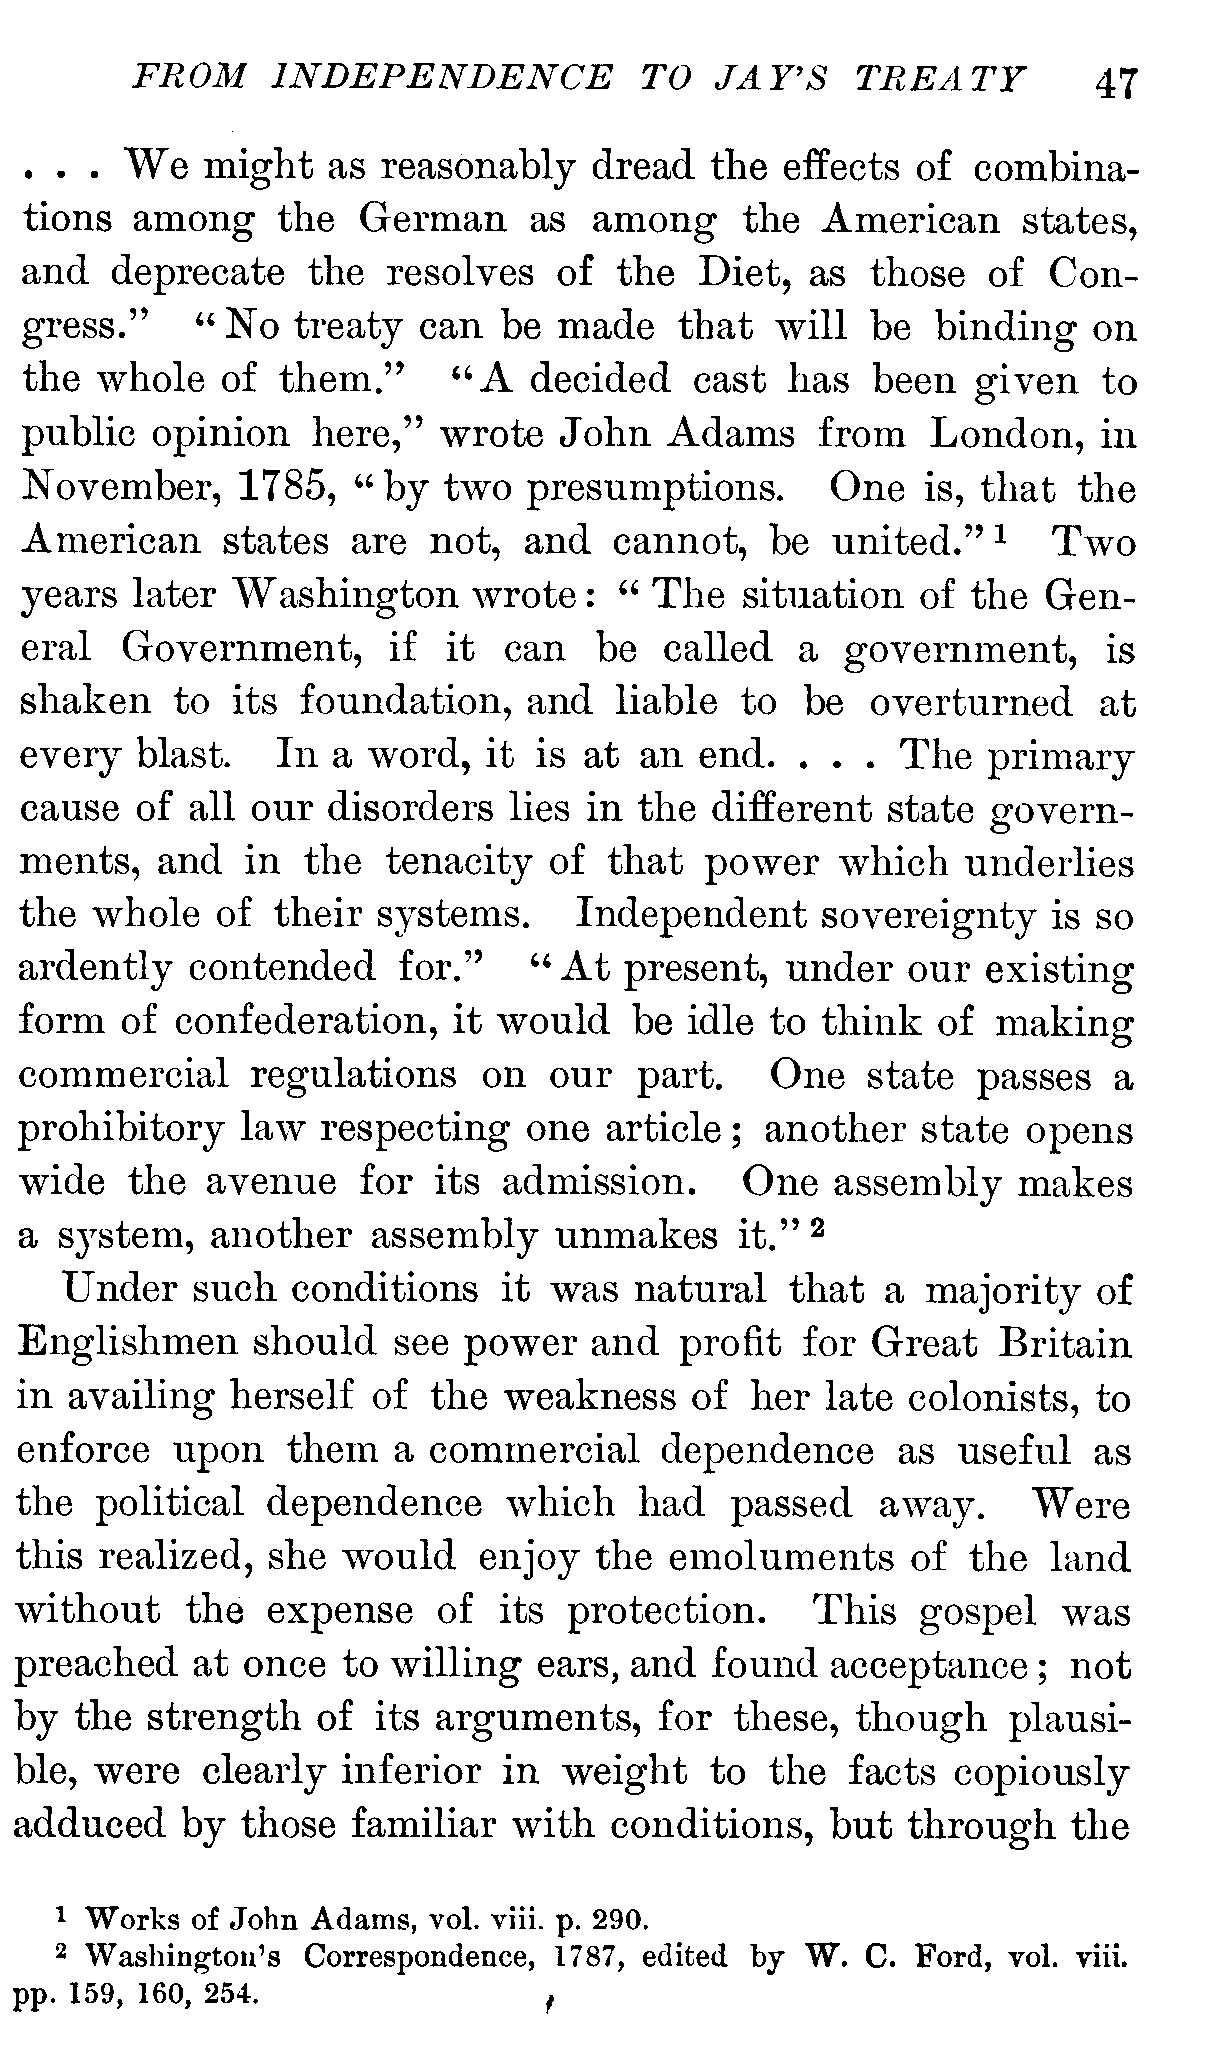 FROM INDEPENDENCE TO JAY'S TREATY 47
. . . We might as reasonably dread the effects of combina-
tions among the German as among the American states,
and deprecate the resolves of the Diet, as those of Con-
gress.” “No treaty can be made that will be binding on
the whole of them.” “A decided cast has been given to
public opinion here,” wrote John Adams from London, in
November, 1785, “by two presumptions. One is, that the
American states are not, and cannot, be united.”¹ Two
years later Washington wrote: “The situation of the Gen-
eral Government, if it can be called a government, is
shaken to its foundation, and liable to be overturned at
every blast. In a word, it is at an end. . . . The primary
cause of all our disorders lies in the different state govern-
ments, and in the tenacity of that power which underlies
the whole of their systems. Independent sovereignty is so
ardently contended for.” “At present, under our existing
form of confederation, it would be idle to think of making
commercial regulations on our part. One state passes a
prohibitory law respecting one article; another state opens
wide the avenue for its admission. One assembly makes
a system, another assembly unmakes it.”²
Under such conditions it was natural that a majority of
Englishmen should see power and profit for Great Britain
in availing herself of the weakness of her late colonists, to
enforce upon them a commercial dependence as useful as
the political dependence which had passed away. Were
this realized, she would enjoy the emoluments of the land
without the expense of its protection. This gospel was
preached at once to willing ears, and found acceptance; not
by the strength of its arguments, for these, though plausi-
ble, were clearly inferior in weight to the facts copiously
adduced by those familiar with conditions, but through the
¹ Works of John Adams, vol. viii. p. 290.
² Washington's Correspondence, 1787, edited by W. C. Ford, vol. viii.
pp. 159, 160, 254.